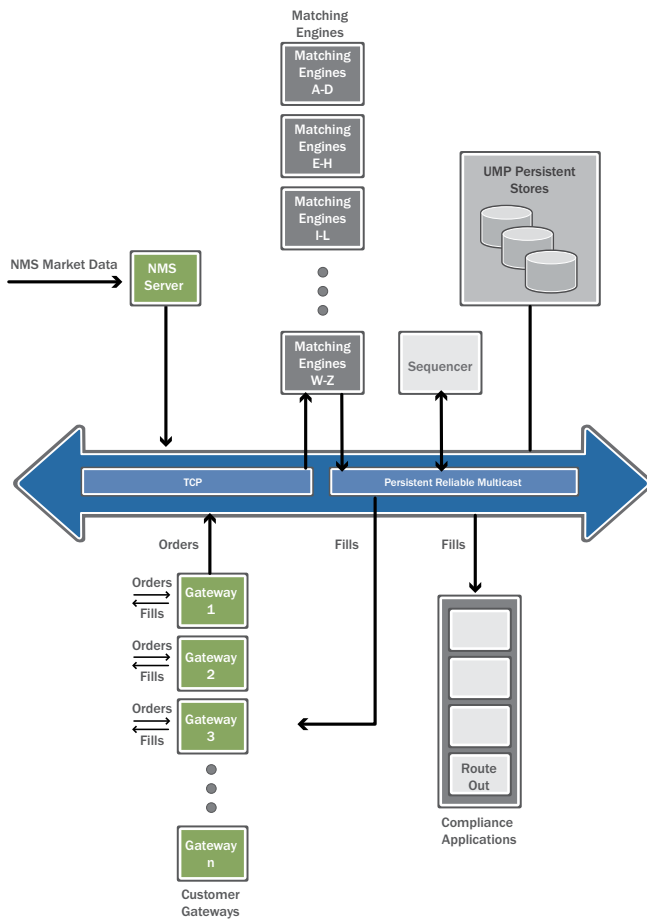 Matching
Engines
Matching
Engines
A-D
Matching
Engines
E-H
Matching
Engines
I-L
UMP Persistent
Stores
NMS Market Data
NMS
Server
Matching
Engines
W-Z
Sequencer
TCP
Persistent Reliable Multicast
Orders
Fills
Fills
Orders
Fills
Gateway
1
Orders
Fills
Gateway
2
Orders
Fills
Gateway
3
Route
Out
Compliance
Applications
Gateway
n
Customer
Gateways